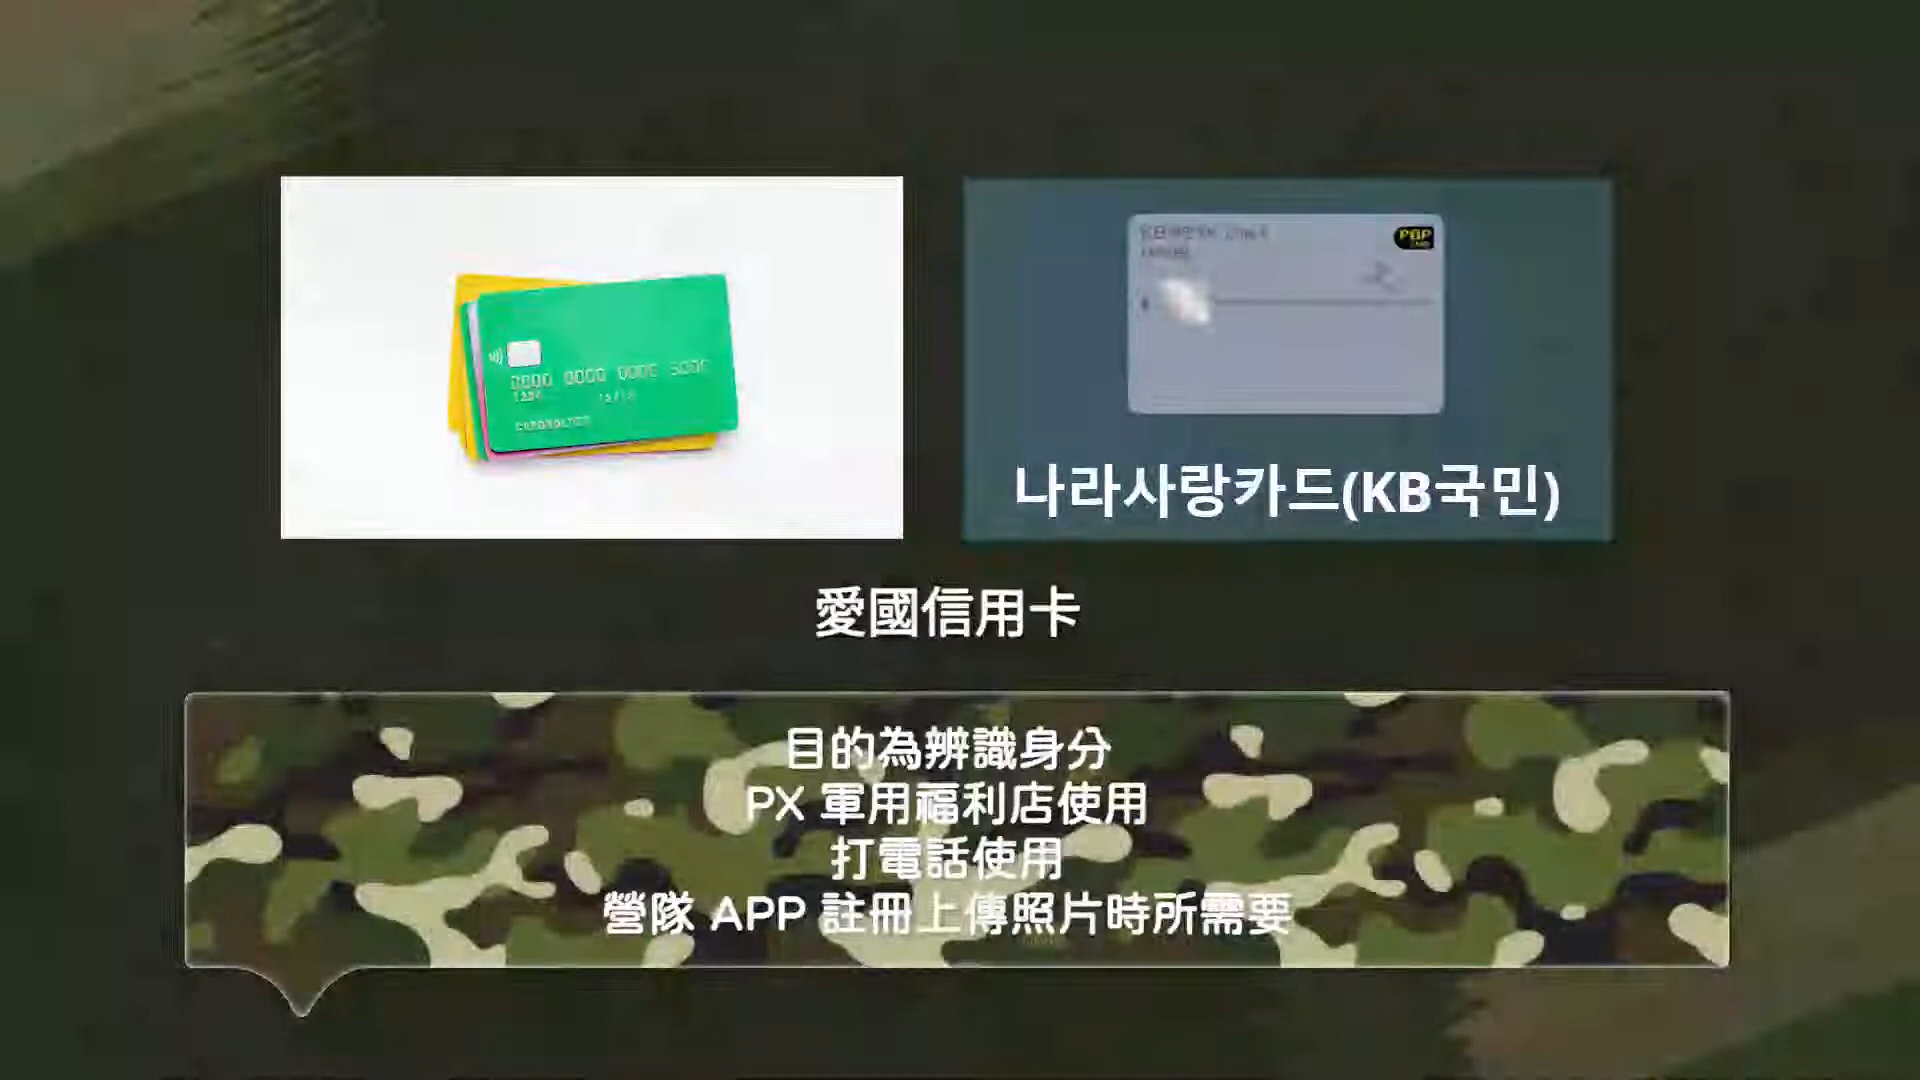 나라사랑카드(KB국민)
愛國信用卡
目的為辨識身分
PX 軍用福利店使用
打電話使用
營隊 APP 註冊上傳照片時所需要